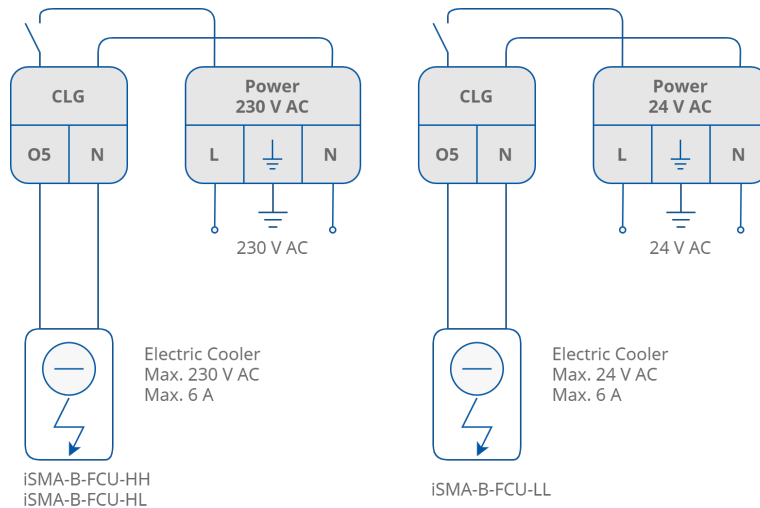 CLG
Power
230 V AC
O5
N
L
N
230 V AC
Electric Cooler
Max. 230 V AC
Max. 6 A
iSMA-B-FCU-HH
iSMA-B-FCU-HL
CLG
Power
24 V AC
O5
N
L
N
24 V AC
Electric Cooler
Max. 24 V AC
Max. 6 A
iSMA-B-FCU-LL